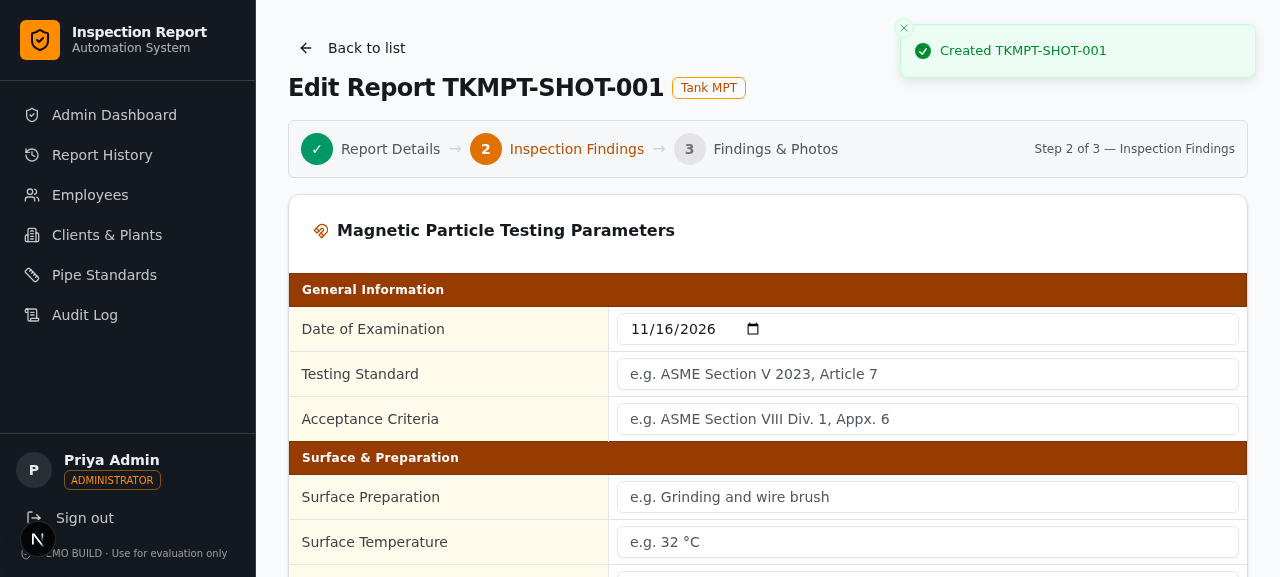 Inspection Report
Automation System
Admin Dashboard
Report History
Employees
Clients & Plants
Pipe Standards
Audit Log
P
Priya Admin
ADMINISTRATOR
Sign out
N
EMO BUILD · Use for evaluation only
← Back to list
Edit Report TKMPT-SHOT-001 Tank MPT
Created TKMPT-SHOT-001
✓ Report Details → 2 Inspection Findings → 3 Findings & Photos
Step 2 of 3 — Inspection Findings
Magnetic Particle Testing Parameters
General Information
Date of Examination 11/16/2026
Testing Standard e.g. ASME Section V 2023, Article 7
Acceptance Criteria e.g. ASME Section VIII Div. 1, Appx. 6
Surface & Preparation
Surface Preparation e.g. Grinding and wire brush
Surface Temperature e.g. 32 °C